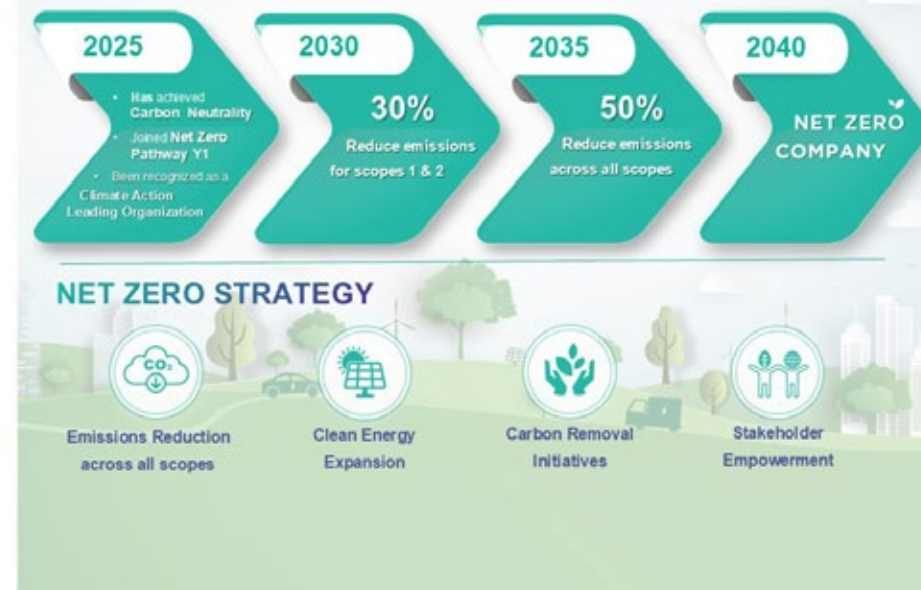 2025
• Has achieved
Carbon Neutrality
• Joined Net Zero
Pathway Y1
• Been recognized as a
Climate Action
Leading Organization
2030
30%
Reduce emissions
for scopes 1 & 2
2035
50%
Reduce emissions
across all scopes
2040
NET ZERO
COMPANY
NET ZERO STRATEGY
CO₂
Emissions Reduction
across all scopes
Clean Energy
Expansion
Carbon Removal
Initiatives
Stakeholder
Empowerment